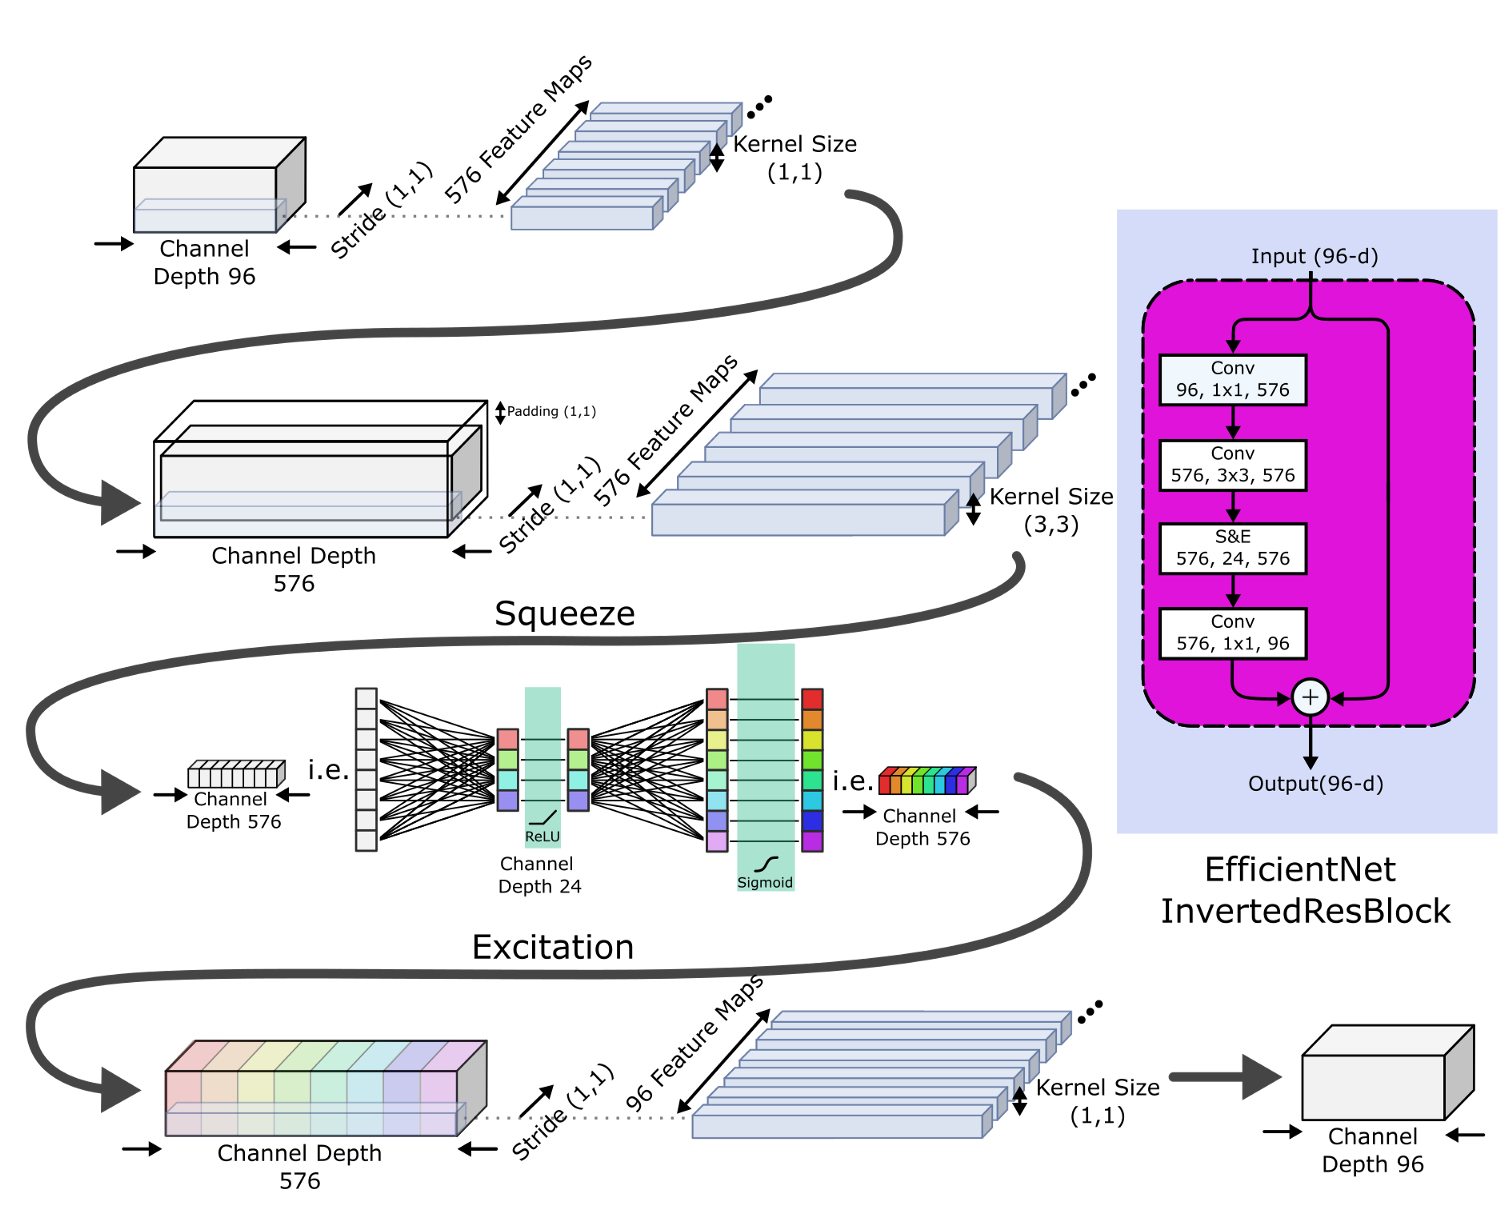 576 Feature Maps
Kernel Size
(1,1)
Stride (1,1)
Channel
Depth 96
Padding (1,1)
576 Feature Maps
Stride (1,1)
Kernel Size
(3,3)
Channel Depth
576
Squeeze
i.e.
Channel
Depth 576
ReLU
Channel
Depth 24
Sigmoid
i.e.
Channel
Depth 576
Excitation
96 Feature Maps
Stride (1,1)
Kernel Size
(1,1)
Channel Depth
576
Channel
Depth 96
Input (96-d)
Conv
96, 1x1, 576
Conv
576, 3x3, 576
S&E
576, 24, 576
Conv
576, 1x1, 96
+
Output(96-d)
EfficientNet
InvertedResBlock